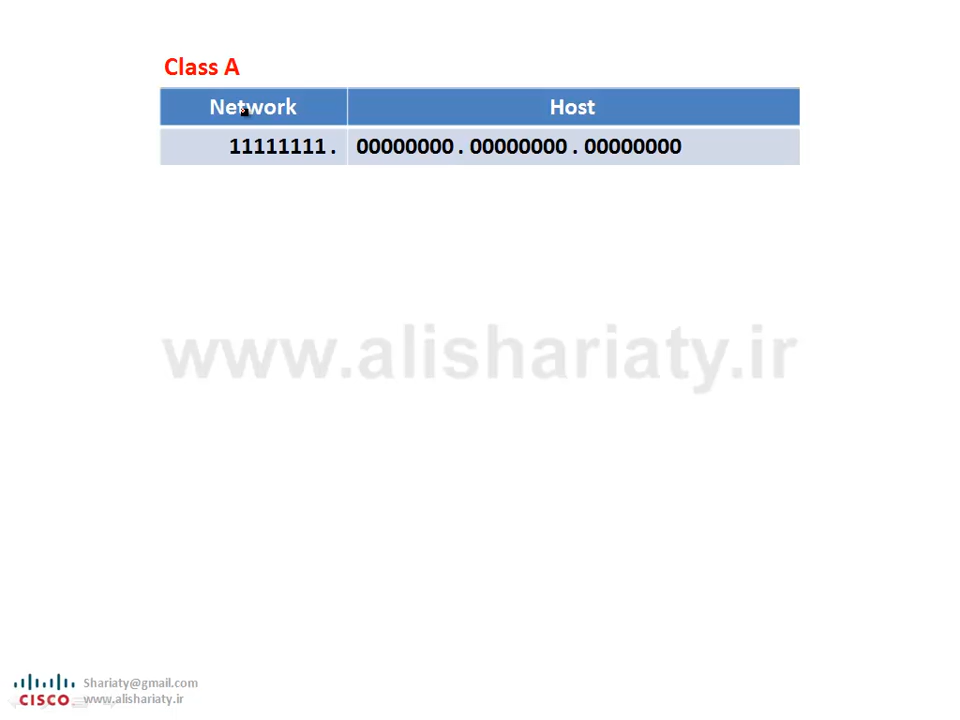 Class A
Network Host
11111111. 00000000.00000000.00000000
www.alishariaty.ir
Shariaty@gmail.com
CISCO www.alishariaty.ir